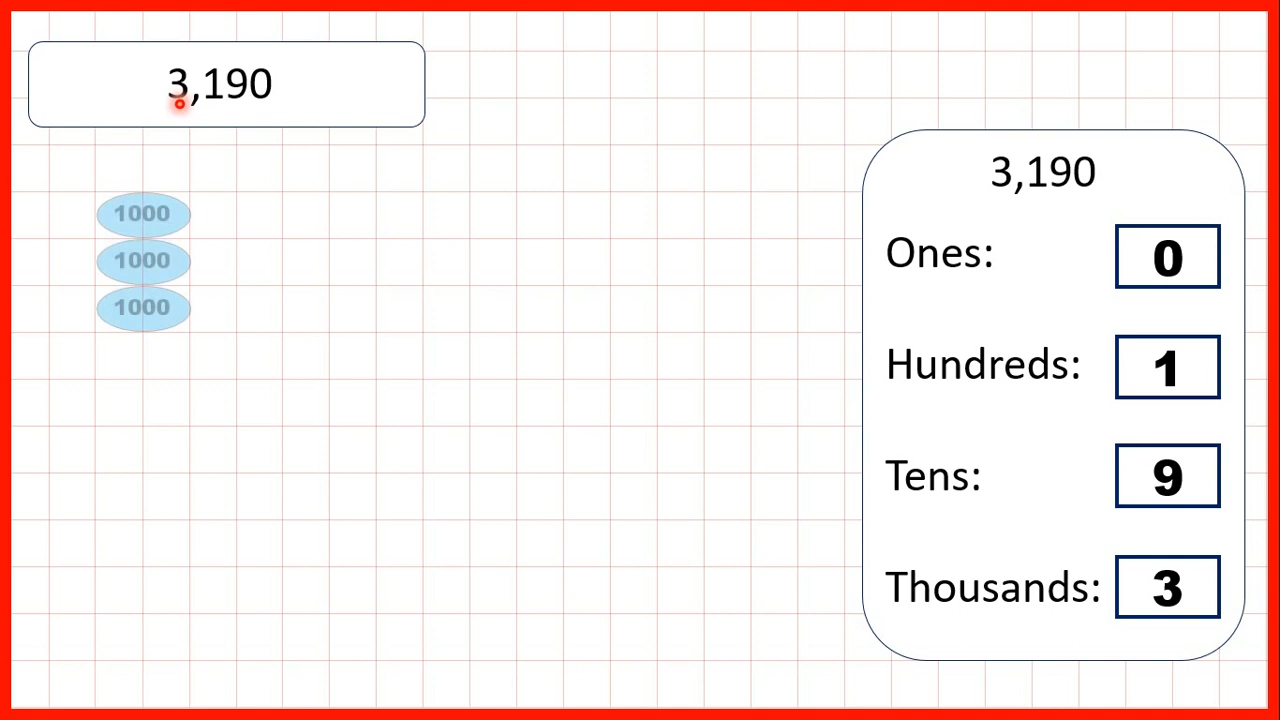 3,190
1000
1000
1000
3,190
Ones: 0
Hundreds: 1
Tens: 9
Thousands: 3